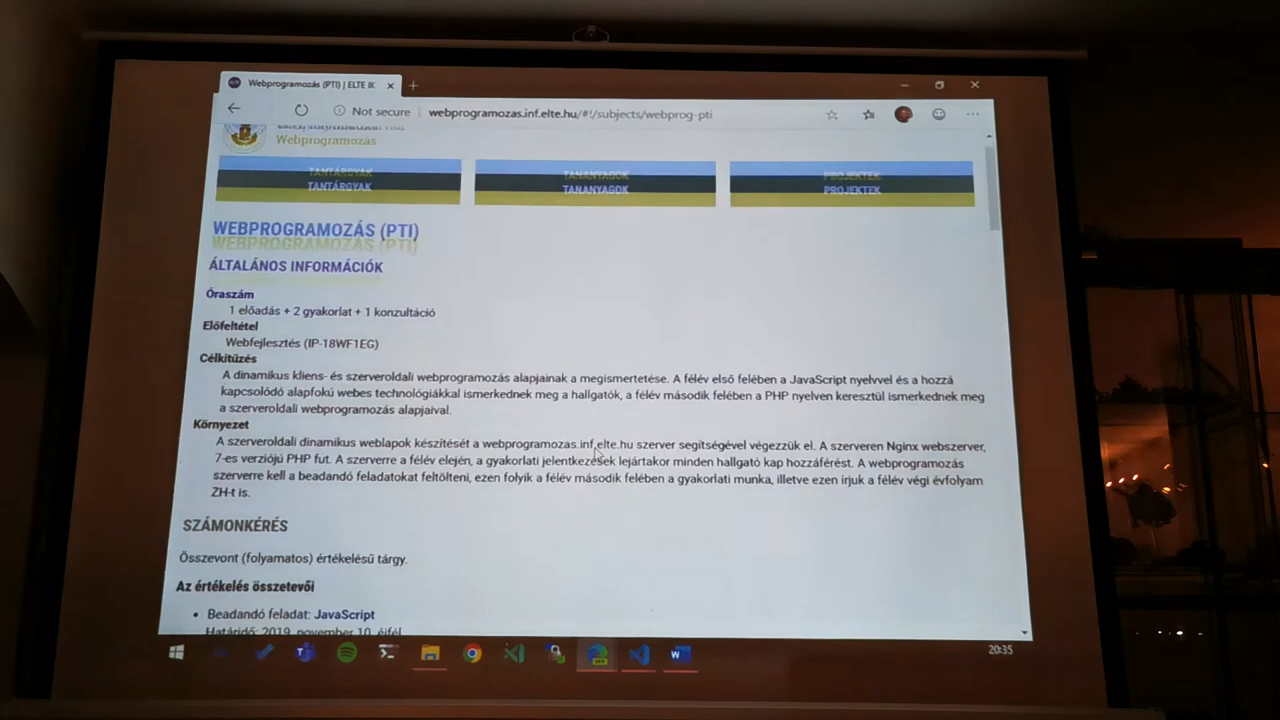 Webprogramozás (PTI) | ELTE IK
Not secure webprogramozas.inf.elte.hu/#!/subjects/webprog-pti
Webprogramozás
TANTÁRGYAK TANANYAGOK PROJEKTEK
WEBPROGRAMOZÁS (PTI)
ÁLTALÁNOS INFORMÁCIÓK
Óraszám
1 előadás + 2 gyakorlat + 1 konzultáció
Előfeltétel
Webfejlesztés (IP-18WF1EG)
Célkitűzés
A dinamikus kliens- és szerveroldali webprogramozás alapjainak a megismertetése. A félév első felében a JavaScript nyelvvel és a hozzá
kapcsolódó alapfokú webes technológiákkal ismerkednek meg a hallgatók, a félév második felében a PHP nyelven keresztül ismerkednek meg
a szerveroldali webprogramozás alapjaival.
Környezet
A szerveroldali dinamikus weblapok készítését a webprogramozas.inf.elte.hu szerver segítségével végezzük el. A szerveren Nginx webszerver,
7-es verziójú PHP fut. A szerverre a félév elején, a gyakorlati jelentkezések lejártakor minden hallgató kap hozzáférést. A webprogramozás
szerverre kell a beadandó feladatokat feltölteni, ezen folyik a félév második felében a gyakorlati munka, illetve ezen írjuk a félév végi évfolyam
ZH-t is.
SZÁMONKÉRÉS
Összevont (folyamatos) értékelésű tárgy.
Az értékelés összetevői
• Beadandó feladat: JavaScript
Határidő: 2019. november 10. éjfél
20:35